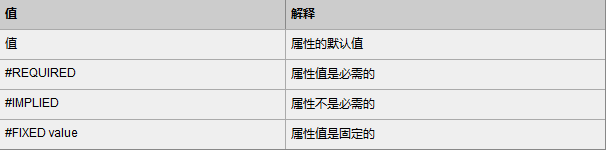 值 解释
值 属性的默认值
#REQUIRED 属性值是必需的
#IMPLIED 属性不是必需的
#FIXED value 属性值是固定的